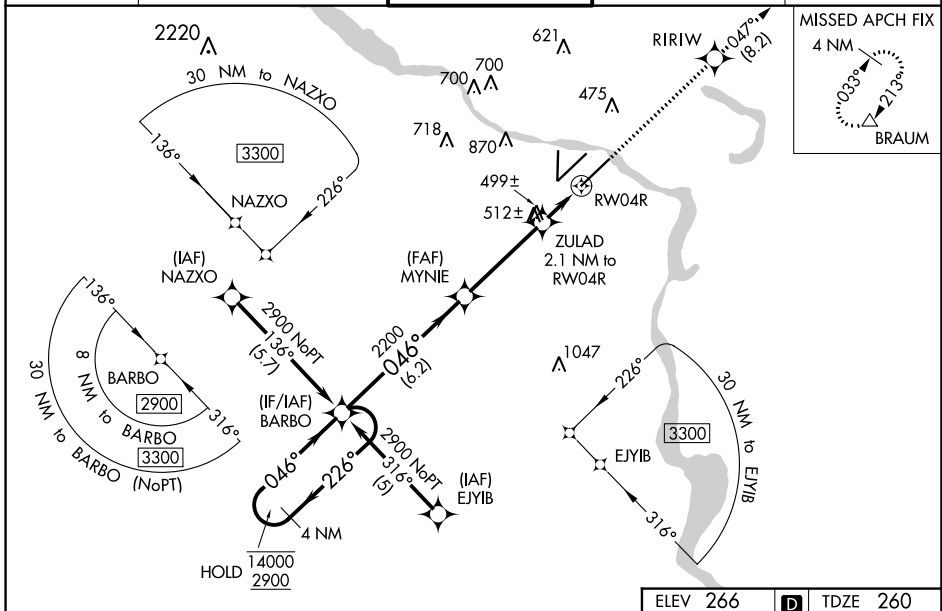 2220
621
RIRIW
047°
(8.2)
MISSED APCH FIX
4 NM
033°
213°
BRAUM
30 NM to NAZXO
700
700
475
136°
3300
226°
NAZXO
718
870
499±
512±
RW04R
ZULAD
2.1 NM to
RW04R
(IAF)
NAZXO
(FAF)
MYNIE
2900 NoPT
136°
(5.7)
2200
046°
(6.2)
1047
136°
BARBO
2900
316°
8 NM to BARBO
3300
30 NM to BARBO
(NoPT)
(IF/IAF)
BARBO
046°
226°
4 NM
HOLD
14000
2900
2900 NoPT
316°
(5)
(IAF)
EJYIB
226°
3300
EJYIB
316°
30 NM to EJYIB
ELEV 266
D
TDZE 260